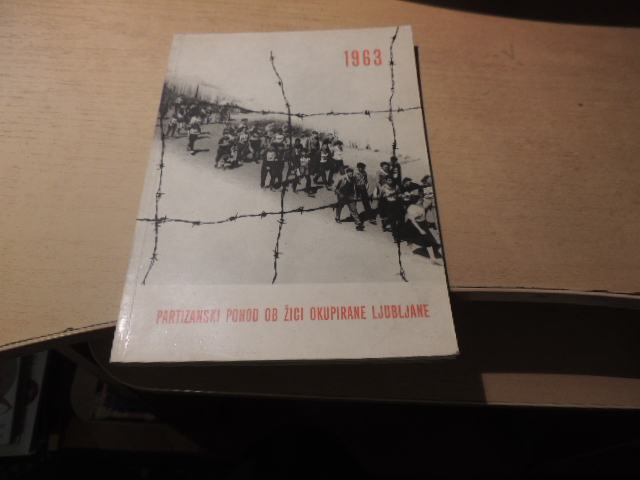 1963
PARTIZANSKI POHOD OB ŽICI OKUPIRANE LJUBLJANE